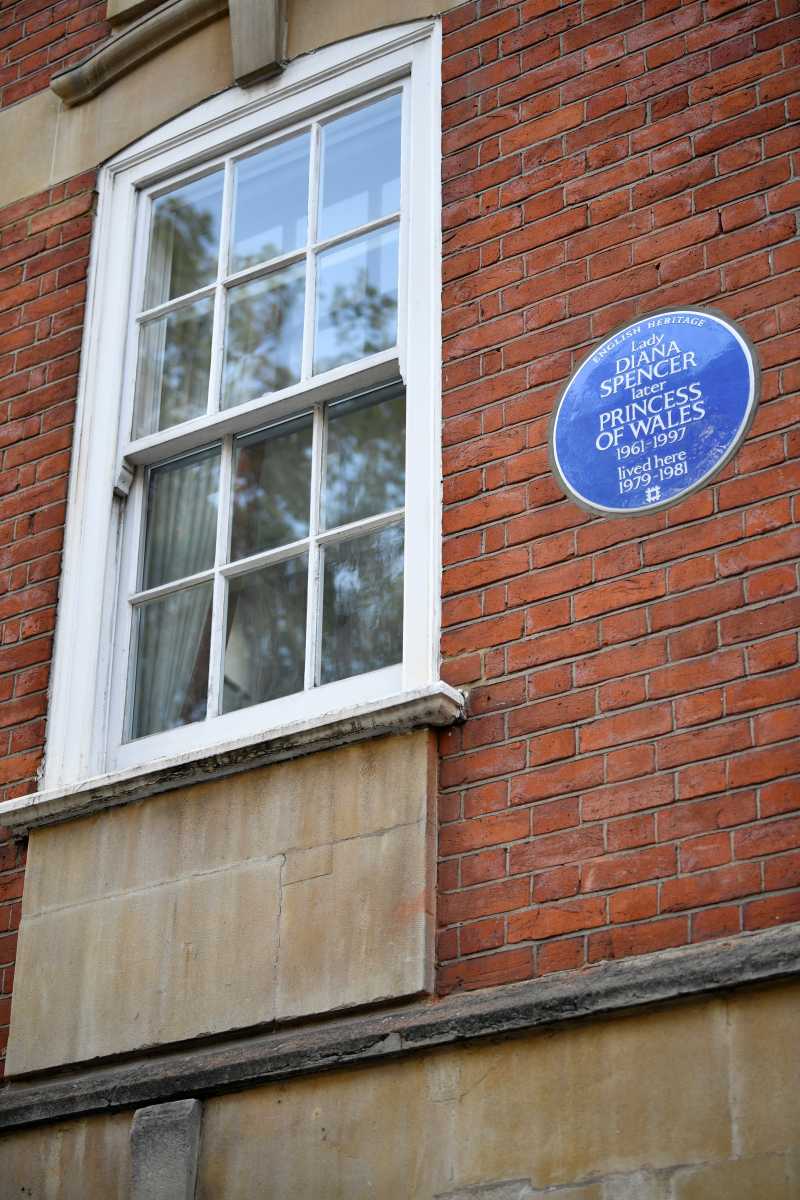 ENGLISH HERITAGE
Lady
DIANA
SPENCER
later
PRINCESS
OF WALES
1961-1997
lived here
1979-1981